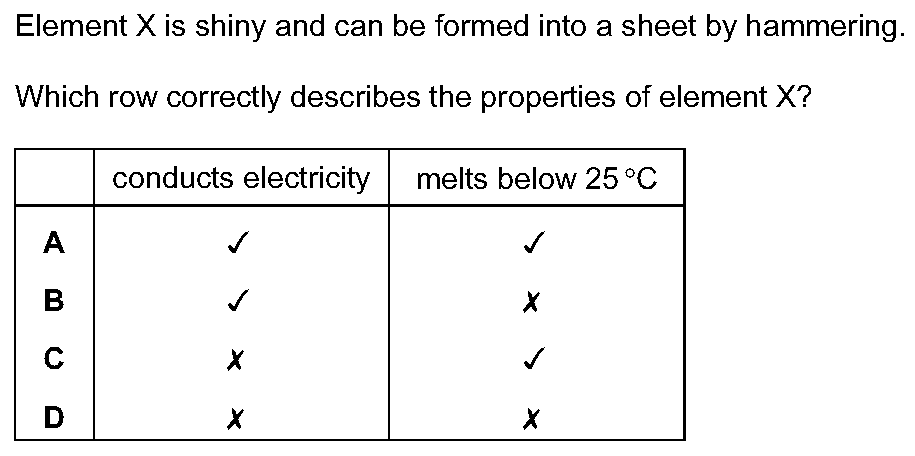 Element X is shiny and can be formed into a sheet by hammering.
Which row correctly describes the properties of element X?
conducts electricity melts below 25 °C
A ✓ ✓
B ✓ ✗
C ✗ ✓
D ✗ ✗